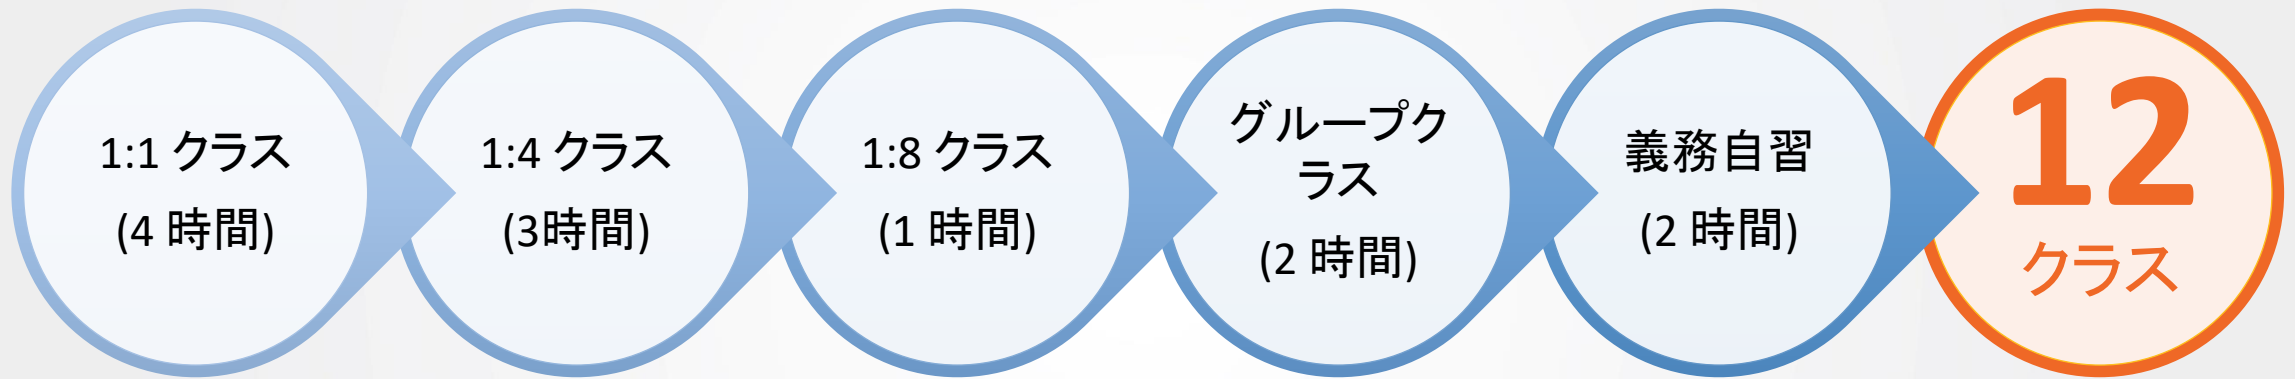 1:1 クラス
(4 時間)
1:4 クラス
(3時間)
1:8 クラス
(1 時間)
グループク
ラス
(2 時間)
義務自習
(2 時間)
12
クラス